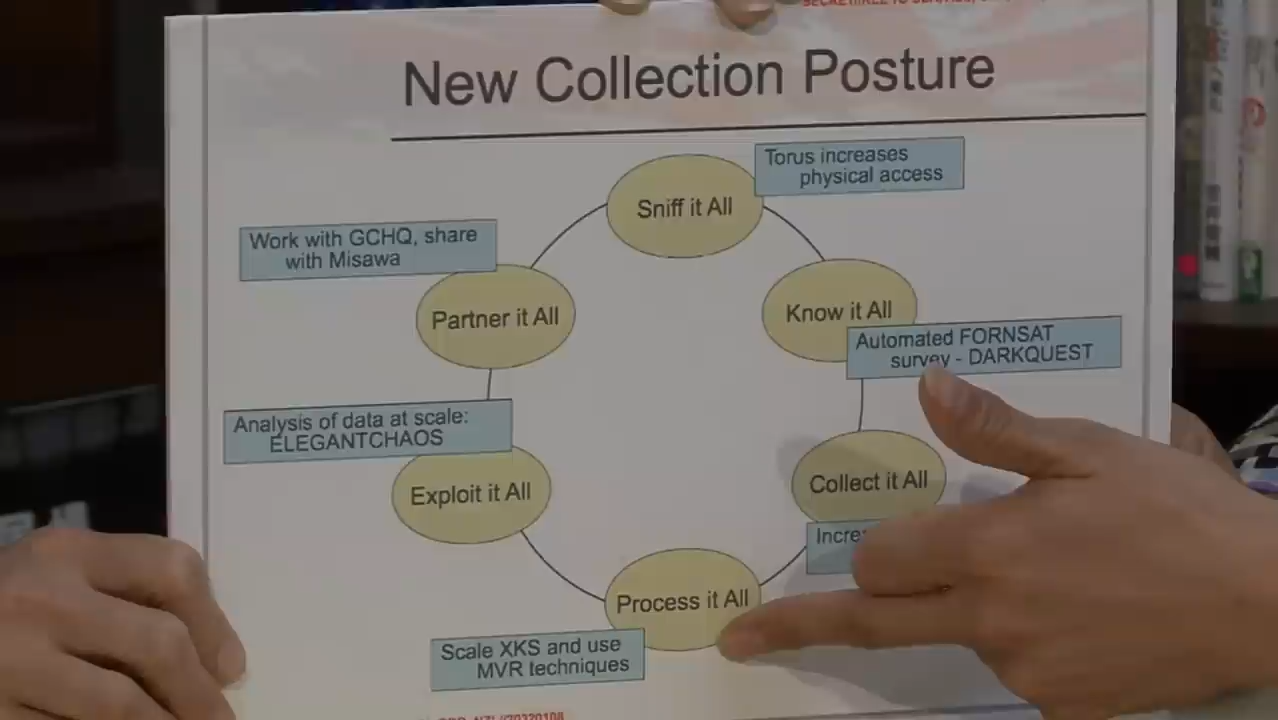 New Collection Posture
Sniff it All
Torus increases
physical access
Know it All
Automated FORNSAT
survey - DARKQUEST
Collect it All
Process it All
Scale XKS and use
MVR techniques
Exploit it All
Analysis of data at scale:
ELEGANTCHAOS
Partner it All
Work with GCHQ, share
with Misawa